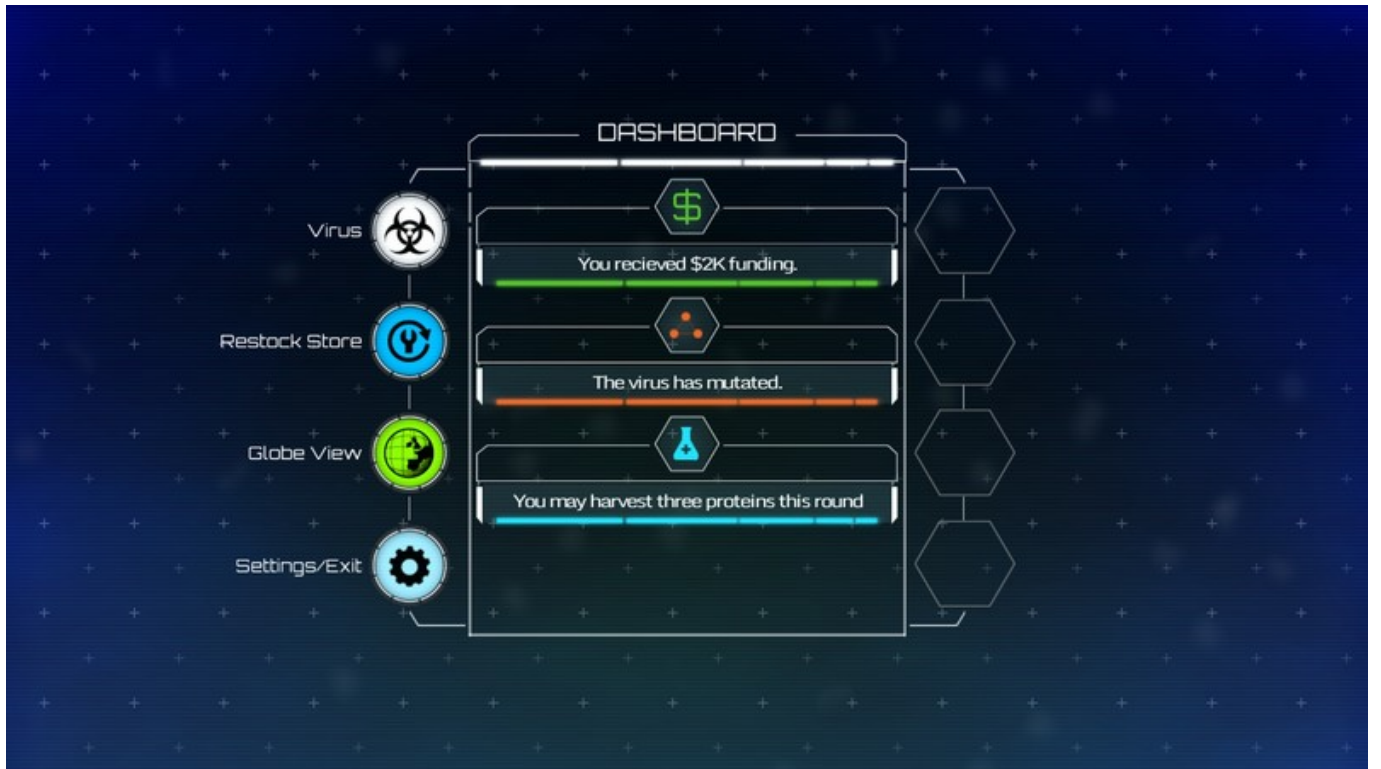 DASHBOARD
Virus
$
You recieved $2K funding.
Restock Store
The virus has mutated.
Globe View
You may harvest three proteins this round
Settings/Exit